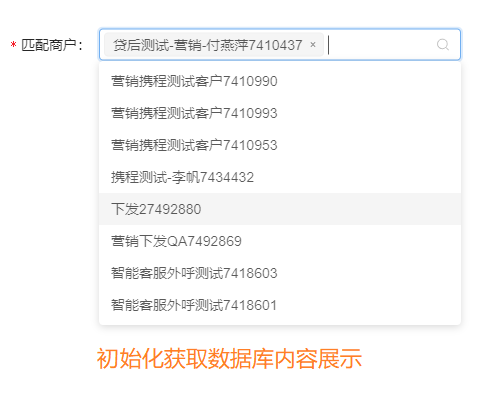 * 匹配商户： 贷后测试-营销-付燕萍7410437 ×
营销携程测试客户7410990
营销携程测试客户7410993
营销携程测试客户7410953
携程测试-李帆7434432
下发27492880
营销下发QA7492869
智能客服外呼测试7418603
智能客服外呼测试7418601
初始化获取数据库内容展示